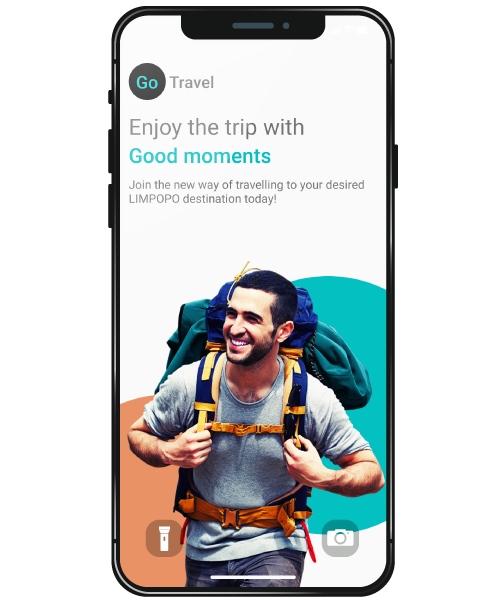 Go Travel
Enjoy the trip with
Good moments
Join the new way of travelling to your desired
LIMPOPO destination today!